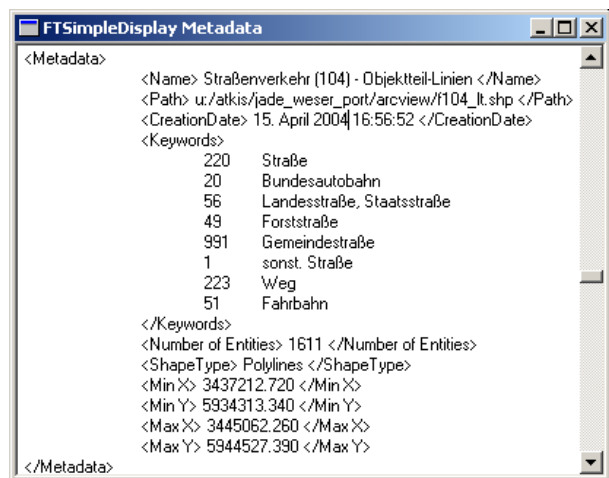 FTSimpleDisplay Metadata
<Metadata>
<Name> Straßenverkehr (104) - Objektteil-Linien </Name>
<Path> u:/atkis/jade_weser_port/arcview/f104_lt.shp </Path>
<CreationDate> 15. April 2004 16:56:52 </CreationDate>
<Keywords>
220 Straße
20 Bundesautobahn
56 Landesstraße, Staatsstraße
49 Forststraße
991 Gemeindestraße
1 sonst. Straße
223 Weg
51 Fahrbahn
</Keywords>
<Number of Entities> 1611 </Number of Entities>
<ShapeType> Polylines </ShapeType>
<Min X> 3437212.720 </Min X>
<Min Y> 5934313.340 </Min Y>
<Max X> 3445062.260 </Max X>
<Max Y> 5944527.390 </Max Y>
</Metadata>